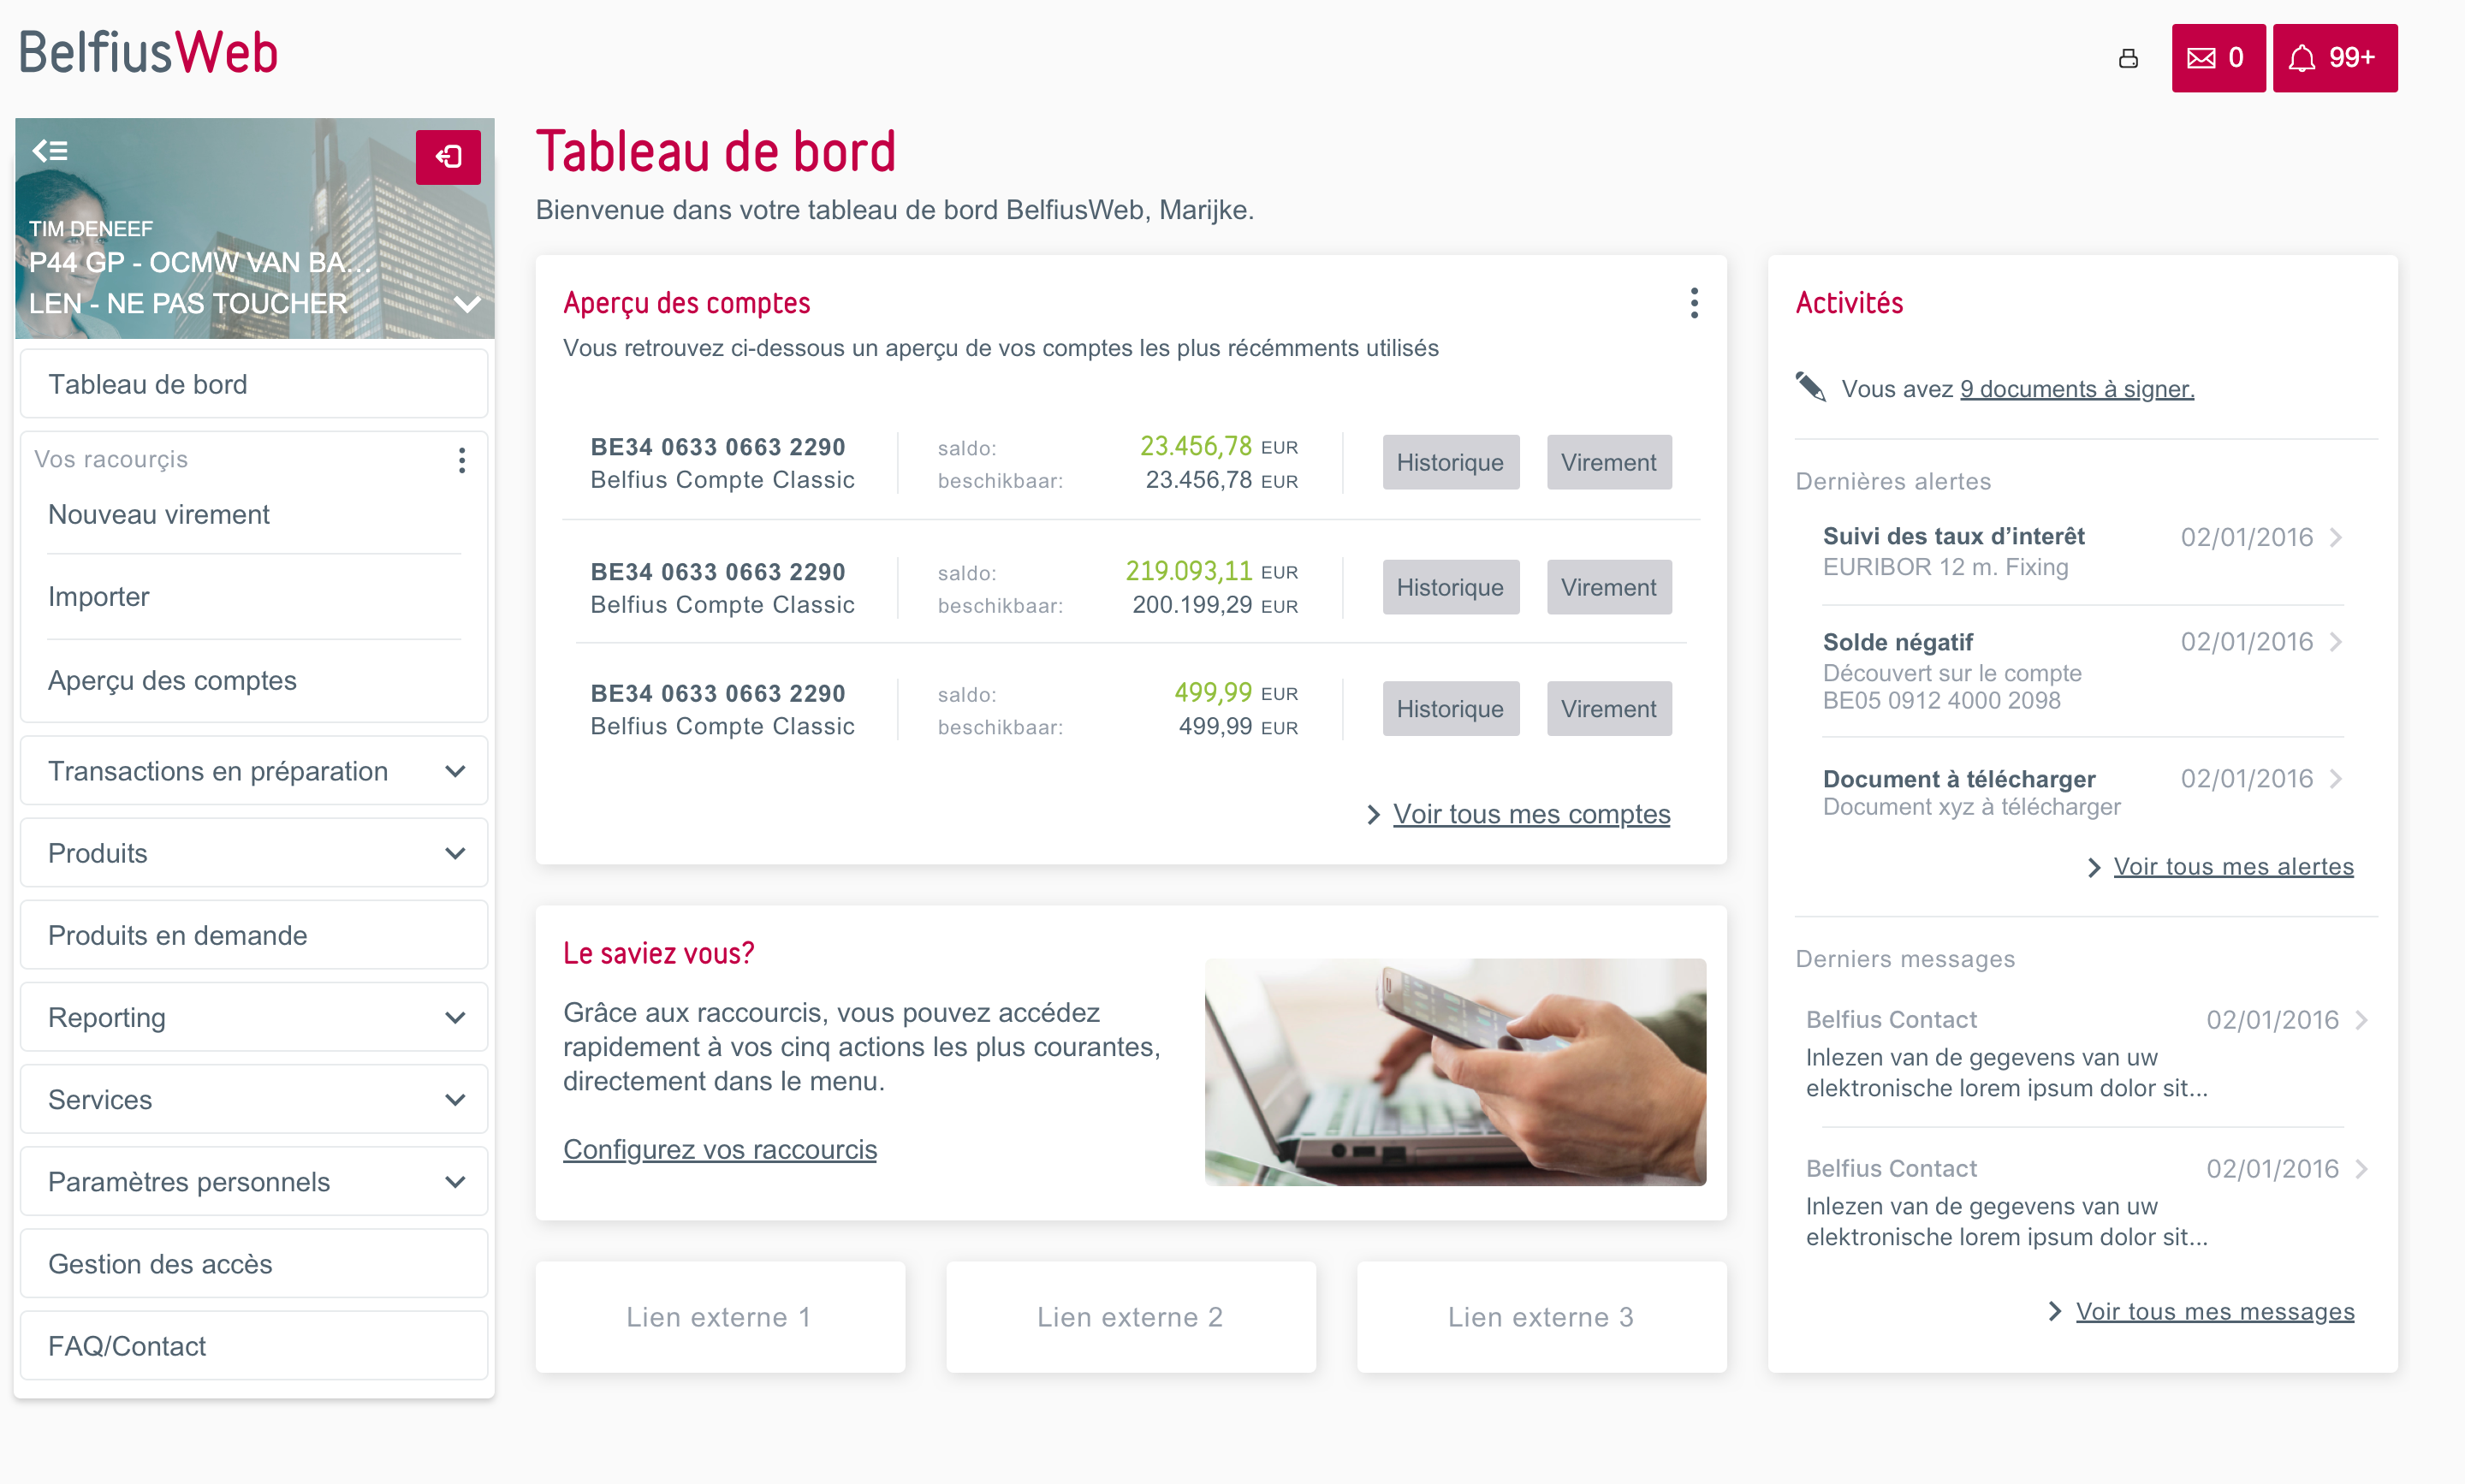 BelfiusWeb
0
99+
TIM DENEEF
P44 GP - OCMW VAN BA...
LEN - NE PAS TOUCHER
Tableau de bord
Vos racourçis
Nouveau virement
Importer
Aperçu des comptes
Transactions en préparation
Produits
Produits en demande
Reporting
Services
Paramètres personnels
Gestion des accès
FAQ/Contact
Tableau de bord
Bienvenue dans votre tableau de bord BelfiusWeb, Marijke.
Aperçu des comptes
Vous retrouvez ci-dessous un aperçu de vos comptes les plus récémments utilisés
BE34 0633 0663 2290 saldo: 23.456,78 EUR
Belfius Compte Classic beschikbaar: 23.456,78 EUR
Historique Virement
BE34 0633 0663 2290 saldo: 219.093,11 EUR
Belfius Compte Classic beschikbaar: 200.199,29 EUR
Historique Virement
BE34 0633 0663 2290 saldo: 499,99 EUR
Belfius Compte Classic beschikbaar: 499,99 EUR
Historique Virement
Voir tous mes comptes
Le saviez vous?
Grâce aux raccourcis, vous pouvez accédez
rapidement à vos cinq actions les plus courantes,
directement dans le menu.
Configurez vos raccourcis
Lien externe 1
Lien externe 2
Lien externe 3
Activités
Vous avez 9 documents à signer.
Dernières alertes
Suivi des taux d’interêt 02/01/2016
EURIBOR 12 m. Fixing
Solde négatif 02/01/2016
Découvert sur le compte
BE05 0912 4000 2098
Document à télécharger 02/01/2016
Document xyz à télécharger
Voir tous mes alertes
Derniers messages
Belfius Contact 02/01/2016
Inlezen van de gegevens van uw
elektronische lorem ipsum dolor sit...
Belfius Contact 02/01/2016
Inlezen van de gegevens van uw
elektronische lorem ipsum dolor sit...
Voir tous mes messages